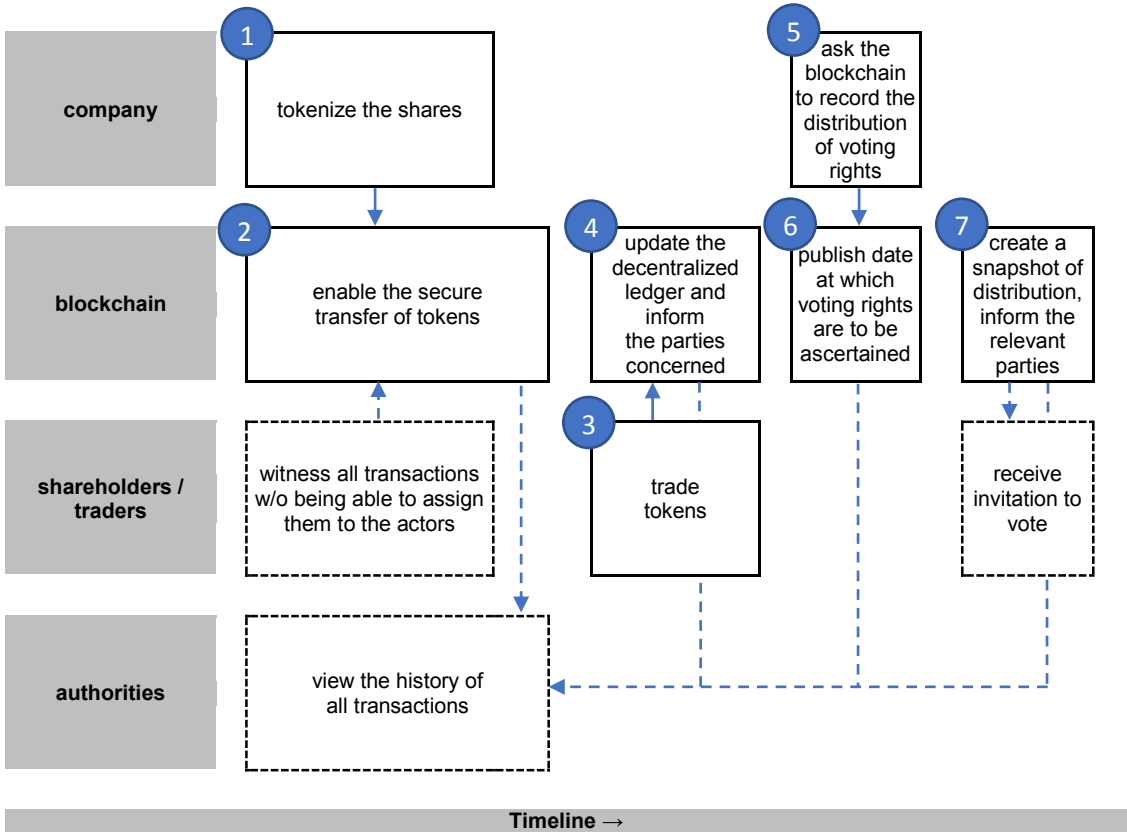 1
5
company
tokenize the shares
ask the
blockchain
to record the
distribution
of voting
rights
2
4
6
7
blockchain
enable the secure
transfer of tokens
update the
decentralized
ledger and
inform
the parties
concerned
publish date
at which
voting rights
are to be
ascertained
create a
snapshot of
distribution,
inform the
relevant
parties
3
shareholders /
traders
witness all transactions
w/o being able to assign
them to the actors
trade
tokens
receive
invitation to
vote
authorities
view the history of
all transactions
Timeline →